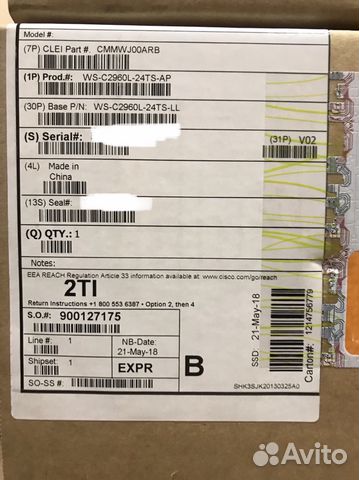 Model #:
(7P) CLEI Part #. CMMWJ00ARB
(1P) Prod.#: WS-C2960L-24TS-AP
(30P) Base P/N: WS-C2960L-24TS-LL
(S) Serial#:
(31P) V02
(4L) Made in
China
(13S) Seal#:
(Q) QTY.: 1
Notes:
EEA REACH Regulation Article 33 information available at: www.cisco.com/go/reach
2TI
Return Instructions +1 800 553 6387 • Option 2, then 4
S.O.#: 900127175
Line #: 1
NB-Date:
21-May-18
Shipset: 1
EXPR
SO-SS #:
B
SSD: 21-May-18
Carton#: 1214756779
SHK3SJK20130325A0
Avito